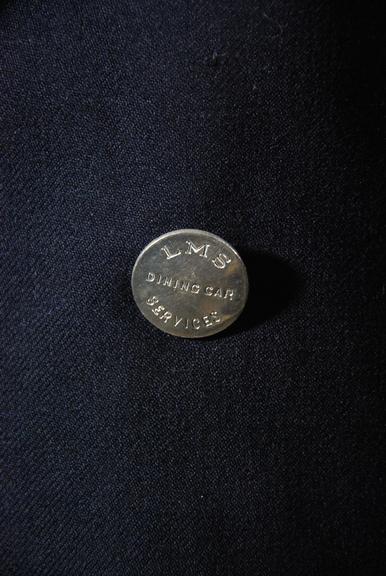 LMS
DINING CAR
SERVICES